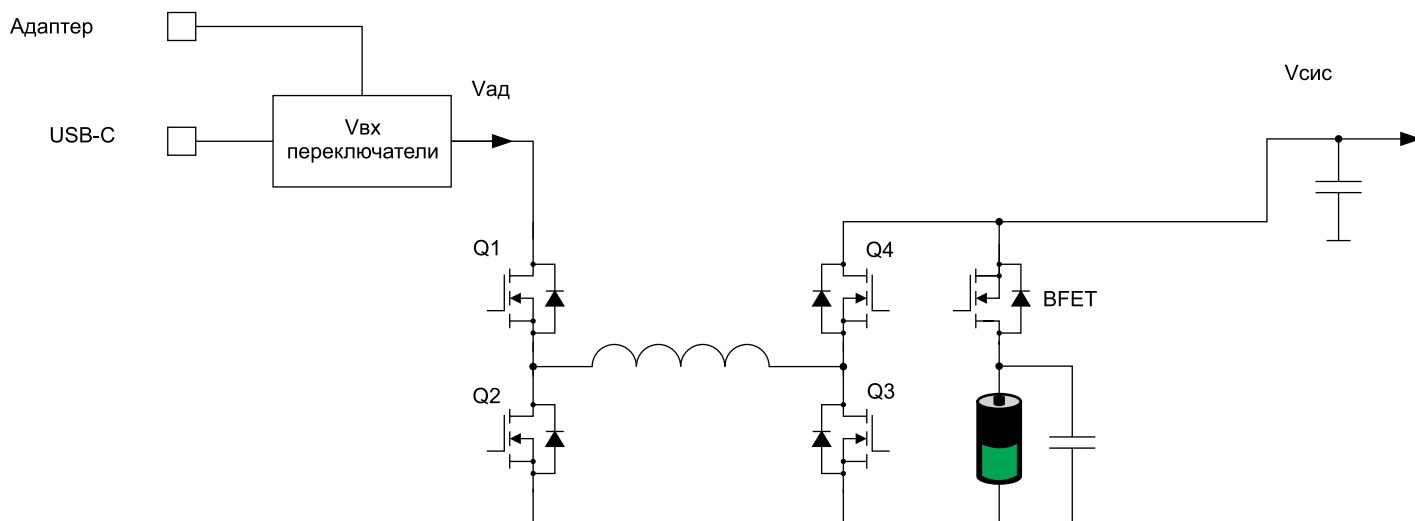 Адаптер
Vсис
Vад
USB-C
Vвх
переключатели
Q1
Q4
BFET
Q2
Q3